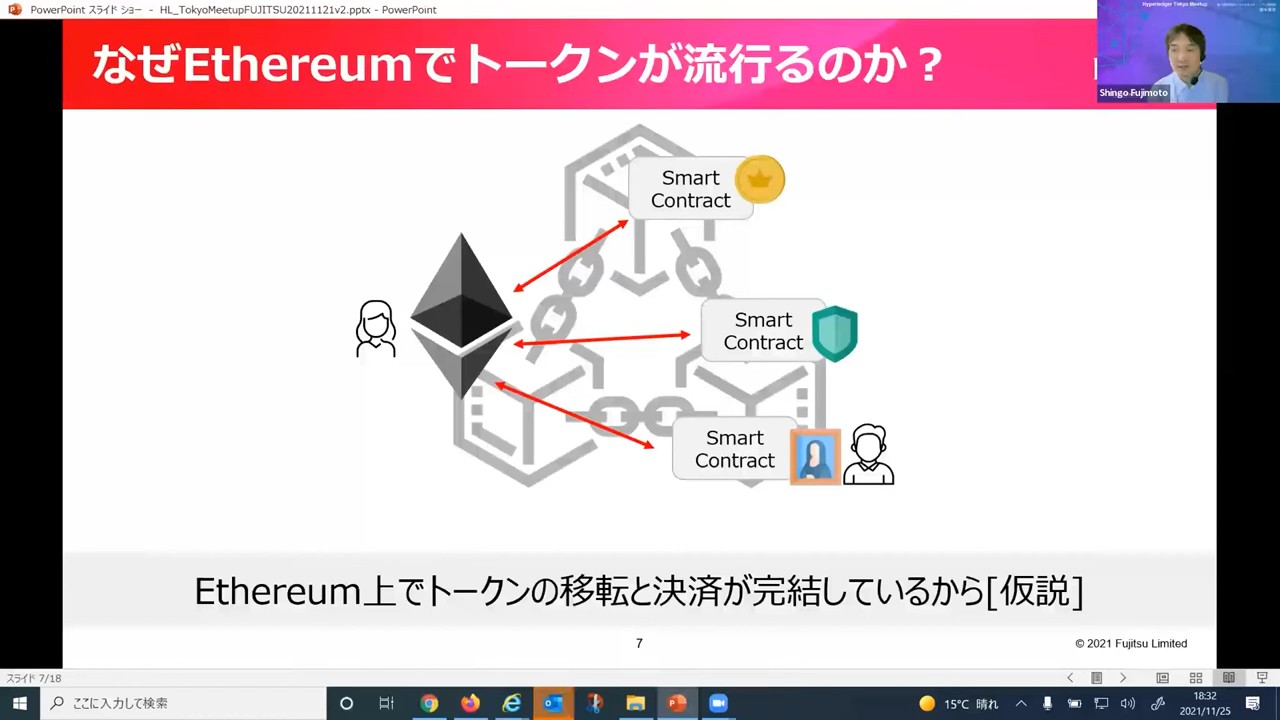 PowerPoint スライド ショー - HL_TokyoMeetupFUJITSU20211121v2.pptx - PowerPoint
Hyperledger Tokyo Meetup
なぜEthereumでトークンが流行るのか？
Shingo Fujimoto
Smart
Contract
Smart
Contract
Smart
Contract
Ethereum上でトークンの移転と決済が完結しているから[仮説]
7
© 2021 Fujitsu Limited
スライド 7/18
ここに入力して検索
15°C 晴れ
18:32
2021/11/25